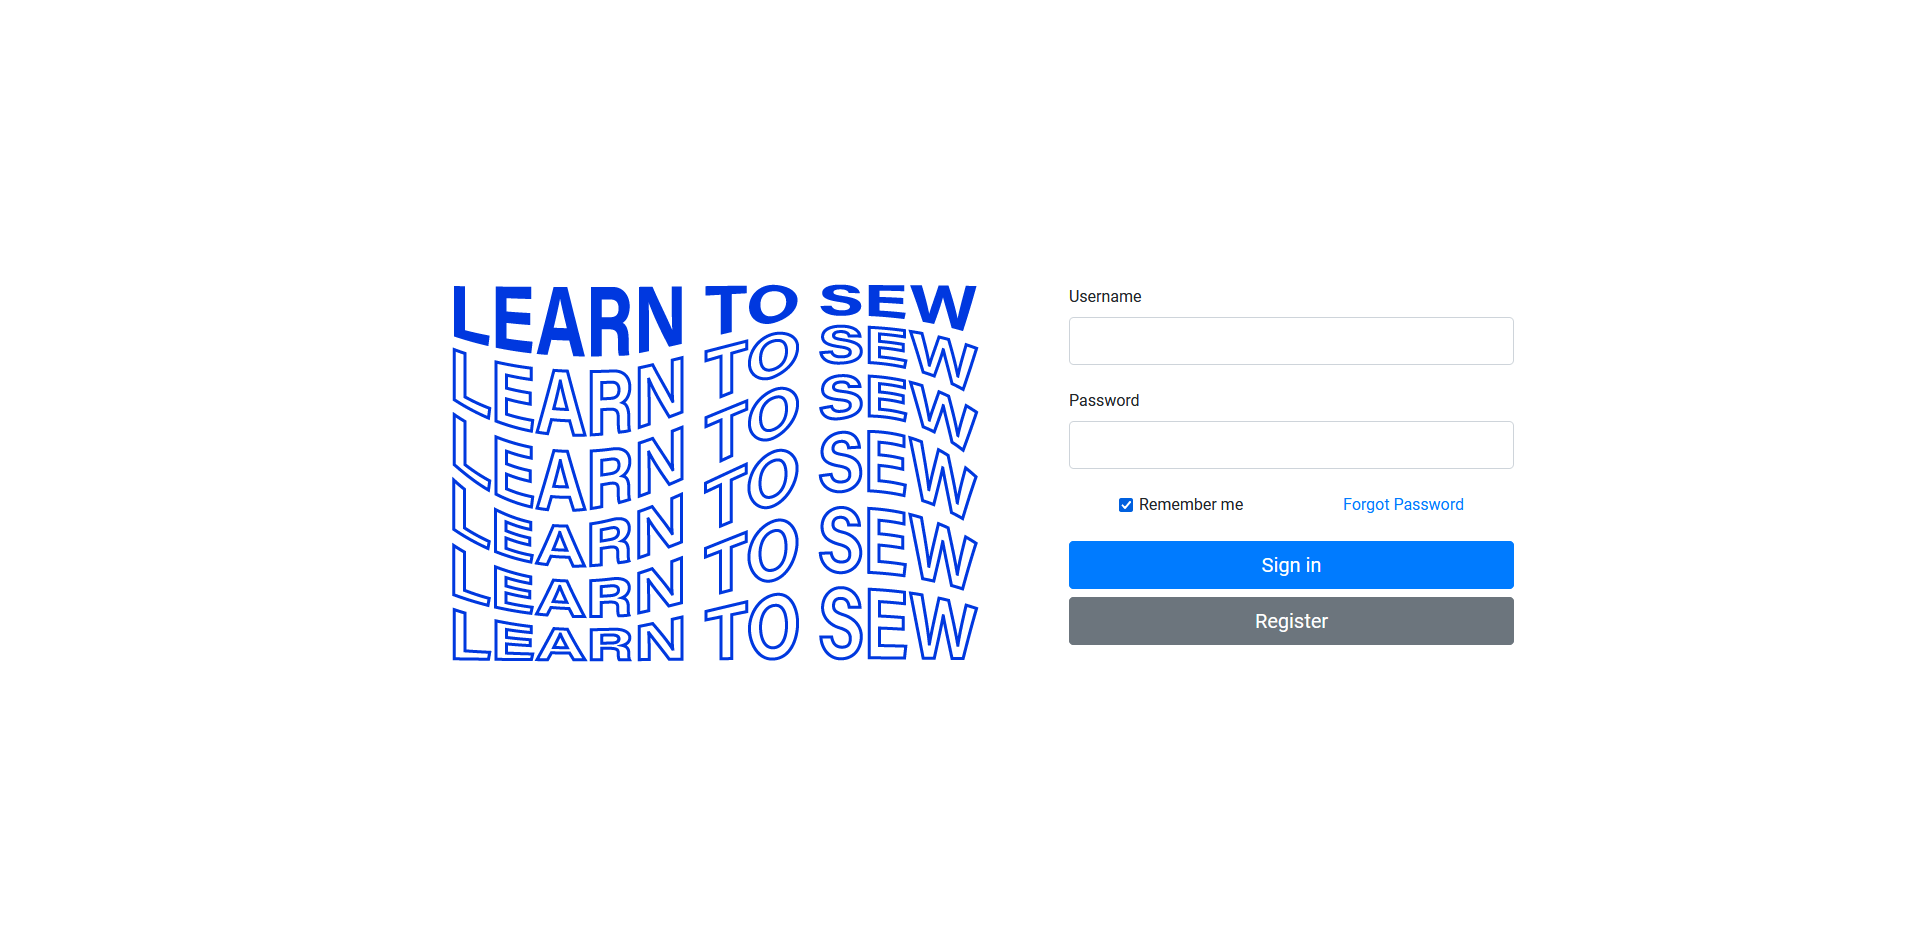 LEARN TO SEW
LEARN TO SEW
LEARN TO SEW
LEARN TO SEW
LEARN TO SEW
LEARN TO SEW
Username
Password
Remember me
Forgot Password
Sign in
Register